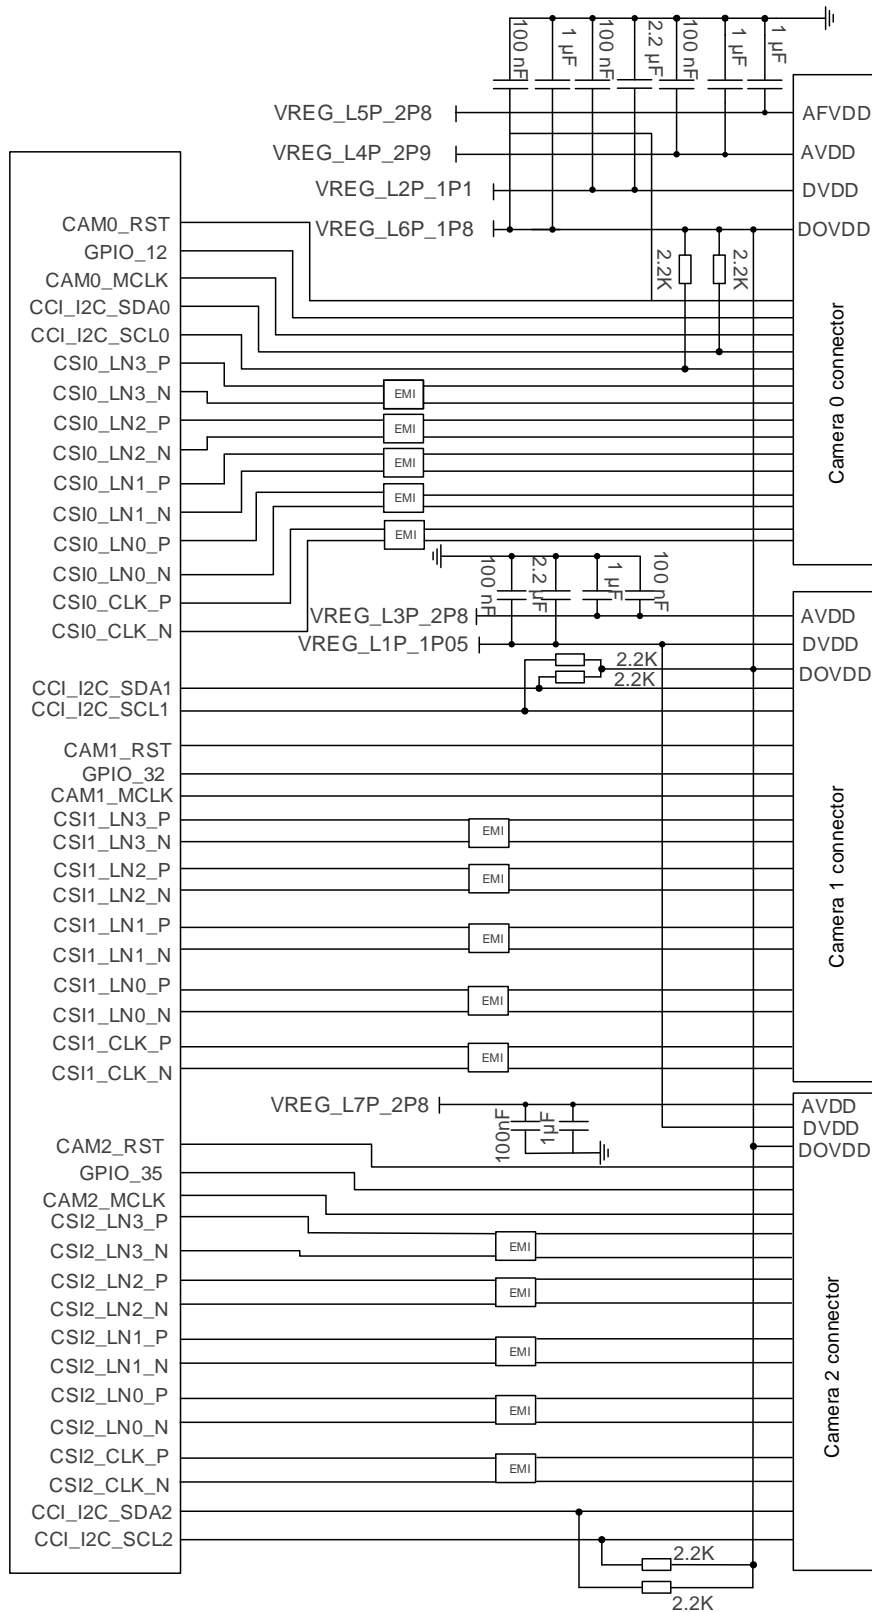 100 nF
1 µF
100 nF
2.2 µF
100 nF
1 µF
1 µF
VREG_L5P_2P8
AFVDD
VREG_L4P_2P9
AVDD
VREG_L2P_1P1
DVDD
VREG_L6P_1P8
DOVDD
2.2K
2.2K
Camera 0 connector
CAM0_RST
GPIO_12
CAM0_MCLK
CCI_I2C_SDA0
CCI_I2C_SCL0
CSI0_LN3_P
CSI0_LN3_N
CSI0_LN2_P
CSI0_LN2_N
CSI0_LN1_P
CSI0_LN1_N
CSI0_LN0_P
CSI0_LN0_N
CSI0_CLK_P
CSI0_CLK_N
EMI
EMI
EMI
EMI
EMI
100 nF
2.2 µF
1 µF
100 nF
VREG_L3P_2P8
AVDD
VREG_L1P_1P05
DVDD
DOVDD
2.2K
2.2K
Camera 1 connector
CCI_I2C_SDA1
CCI_I2C_SCL1
CAM1_RST
GPIO_32
CAM1_MCLK
CSI1_LN3_P
CSI1_LN3_N
CSI1_LN2_P
CSI1_LN2_N
CSI1_LN1_P
CSI1_LN1_N
CSI1_LN0_P
CSI1_LN0_N
CSI1_CLK_P
CSI1_CLK_N
EMI
EMI
EMI
EMI
EMI
VREG_L7P_2P8
AVDD
DVDD
DOVDD
100nF
1µF
Camera 2 connector
CAM2_RST
GPIO_35
CAM2_MCLK
CSI2_LN3_P
CSI2_LN3_N
CSI2_LN2_P
CSI2_LN2_N
CSI2_LN1_P
CSI2_LN1_N
CSI2_LN0_P
CSI2_LN0_N
CSI2_CLK_P
CSI2_CLK_N
CCI_I2C_SDA2
CCI_I2C_SCL2
EMI
EMI
EMI
EMI
EMI
2.2K
2.2K